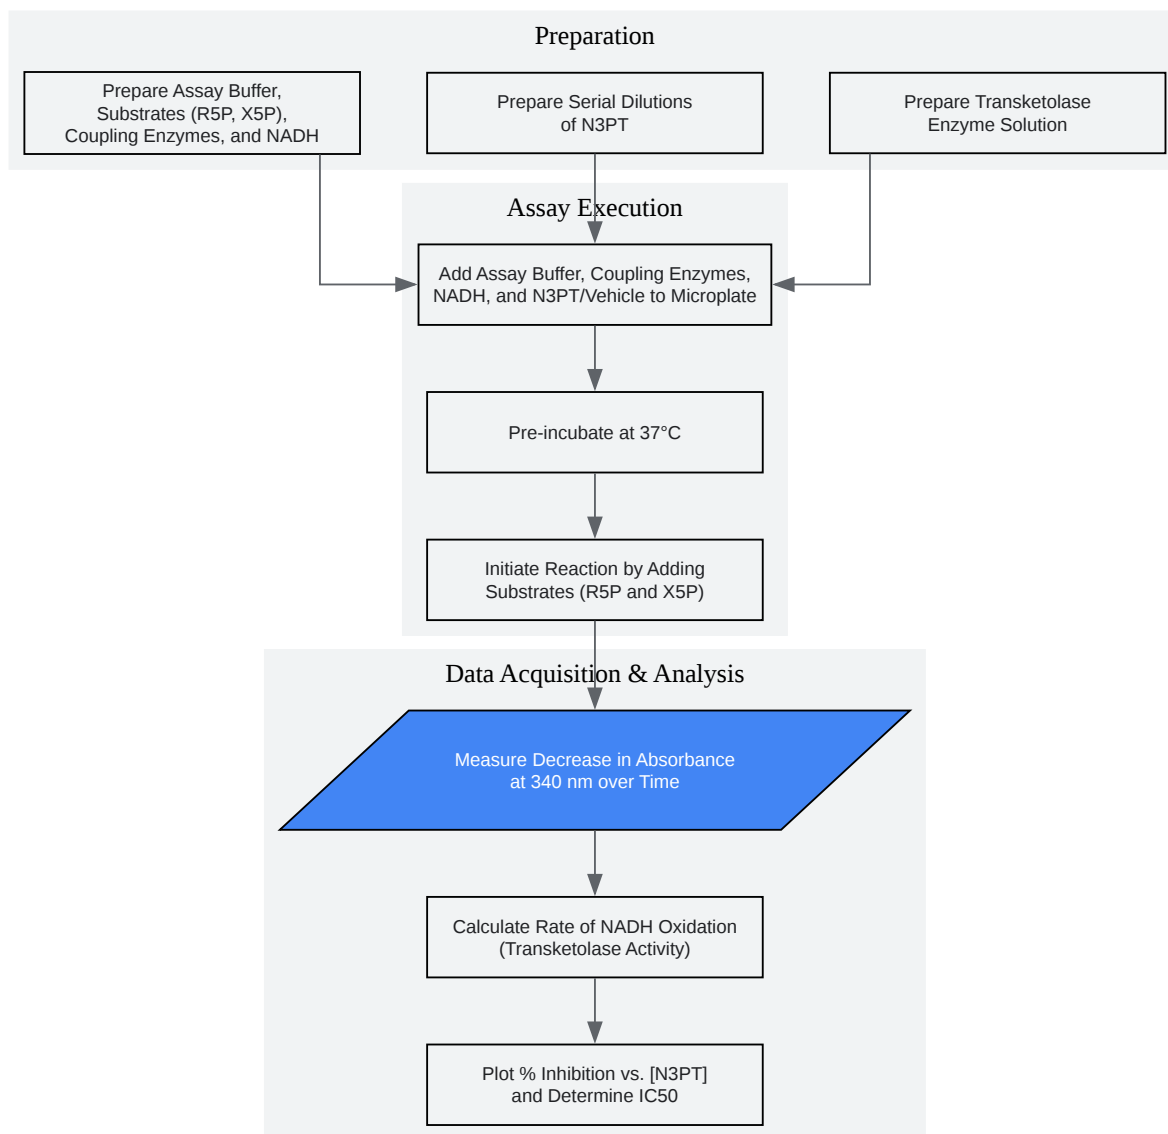 Preparation
Prepare Assay Buffer,
Substrates (R5P, X5P),
Coupling Enzymes, and NADH
Prepare Serial Dilutions
of N3PT
Prepare Transketolase
Enzyme Solution
Assay Execution
Add Assay Buffer, Coupling Enzymes,
NADH, and N3PT/Vehicle to Microplate
Pre-incubate at 37°C
Initiate Reaction by Adding
Substrates (R5P and X5P)
Data Acquisition & Analysis
Measure Decrease in Absorbance
at 340 nm over Time
Calculate Rate of NADH Oxidation
(Transketolase Activity)
Plot % Inhibition vs. [N3PT]
and Determine IC50